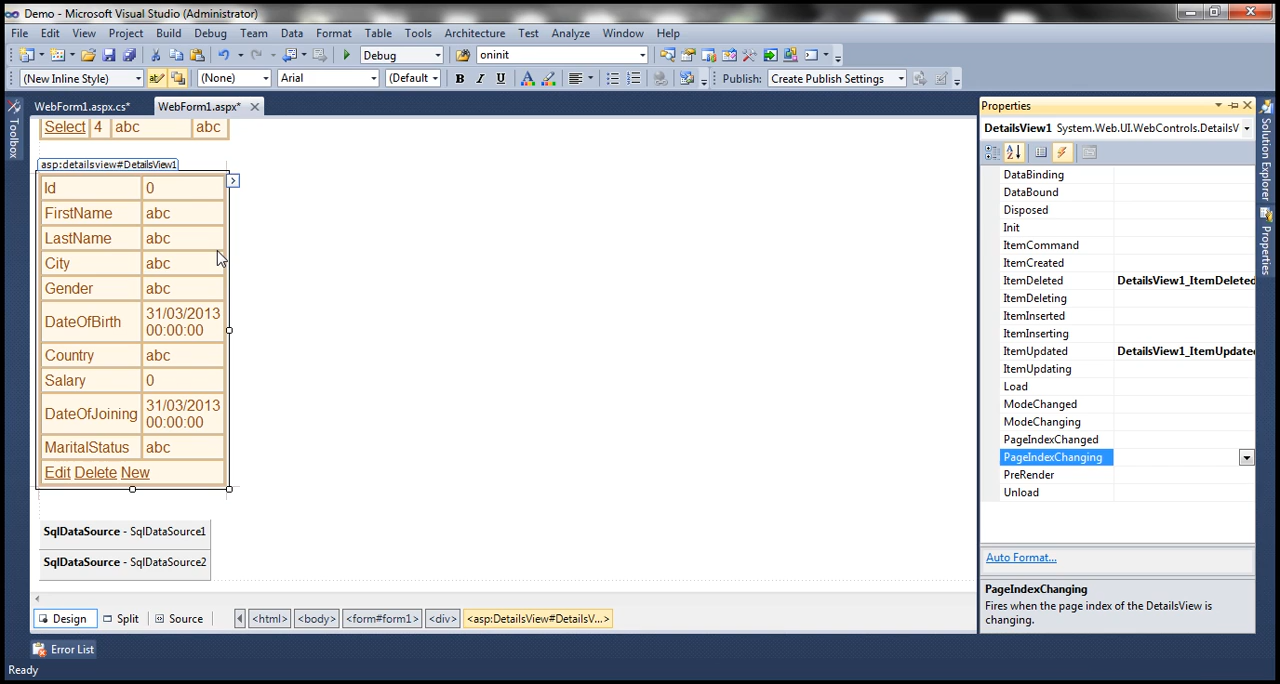 Demo - Microsoft Visual Studio (Administrator)
File Edit View Project Build Debug Team Data Format Table Tools Architecture Test Analyze Window Help
Debug oninit
(New Inline Style) (None) Arial (Default B I U A Publish: Create Publish Settings
WebForm1.aspx.cs* WebForm1.aspx*
Toolbox
Select 4 abc abc
asp:detailsview#DetailsView1
Id 0
FirstName abc
LastName abc
City abc
Gender abc
DateOfBirth 31/03/2013 00:00:00
Country abc
Salary 0
DateOfJoining 31/03/2013 00:00:00
MaritalStatus abc
Edit Delete New
SqlDataSource - SqlDataSource1
SqlDataSource - SqlDataSource2
Design Split Source <html> <body> <form#form1> <div> <asp:DetailsView#DetailsV...>
Error List
Ready
Properties
DetailsView1 System.Web.UI.WebControls.DetailsV
DataBinding
DataBound
Disposed
Init
ItemCommand
ItemCreated
ItemDeleted DetailsView1_ItemDeleted
ItemDeleting
ItemInserted
ItemInserting
ItemUpdated DetailsView1_ItemUpdated
ItemUpdating
Load
ModeChanged
ModeChanging
PageIndexChanged
PageIndexChanging
PreRender
Unload
Auto Format...
PageIndexChanging
Fires when the page index of the DetailsView is
changing.
Solution Explorer
Properties